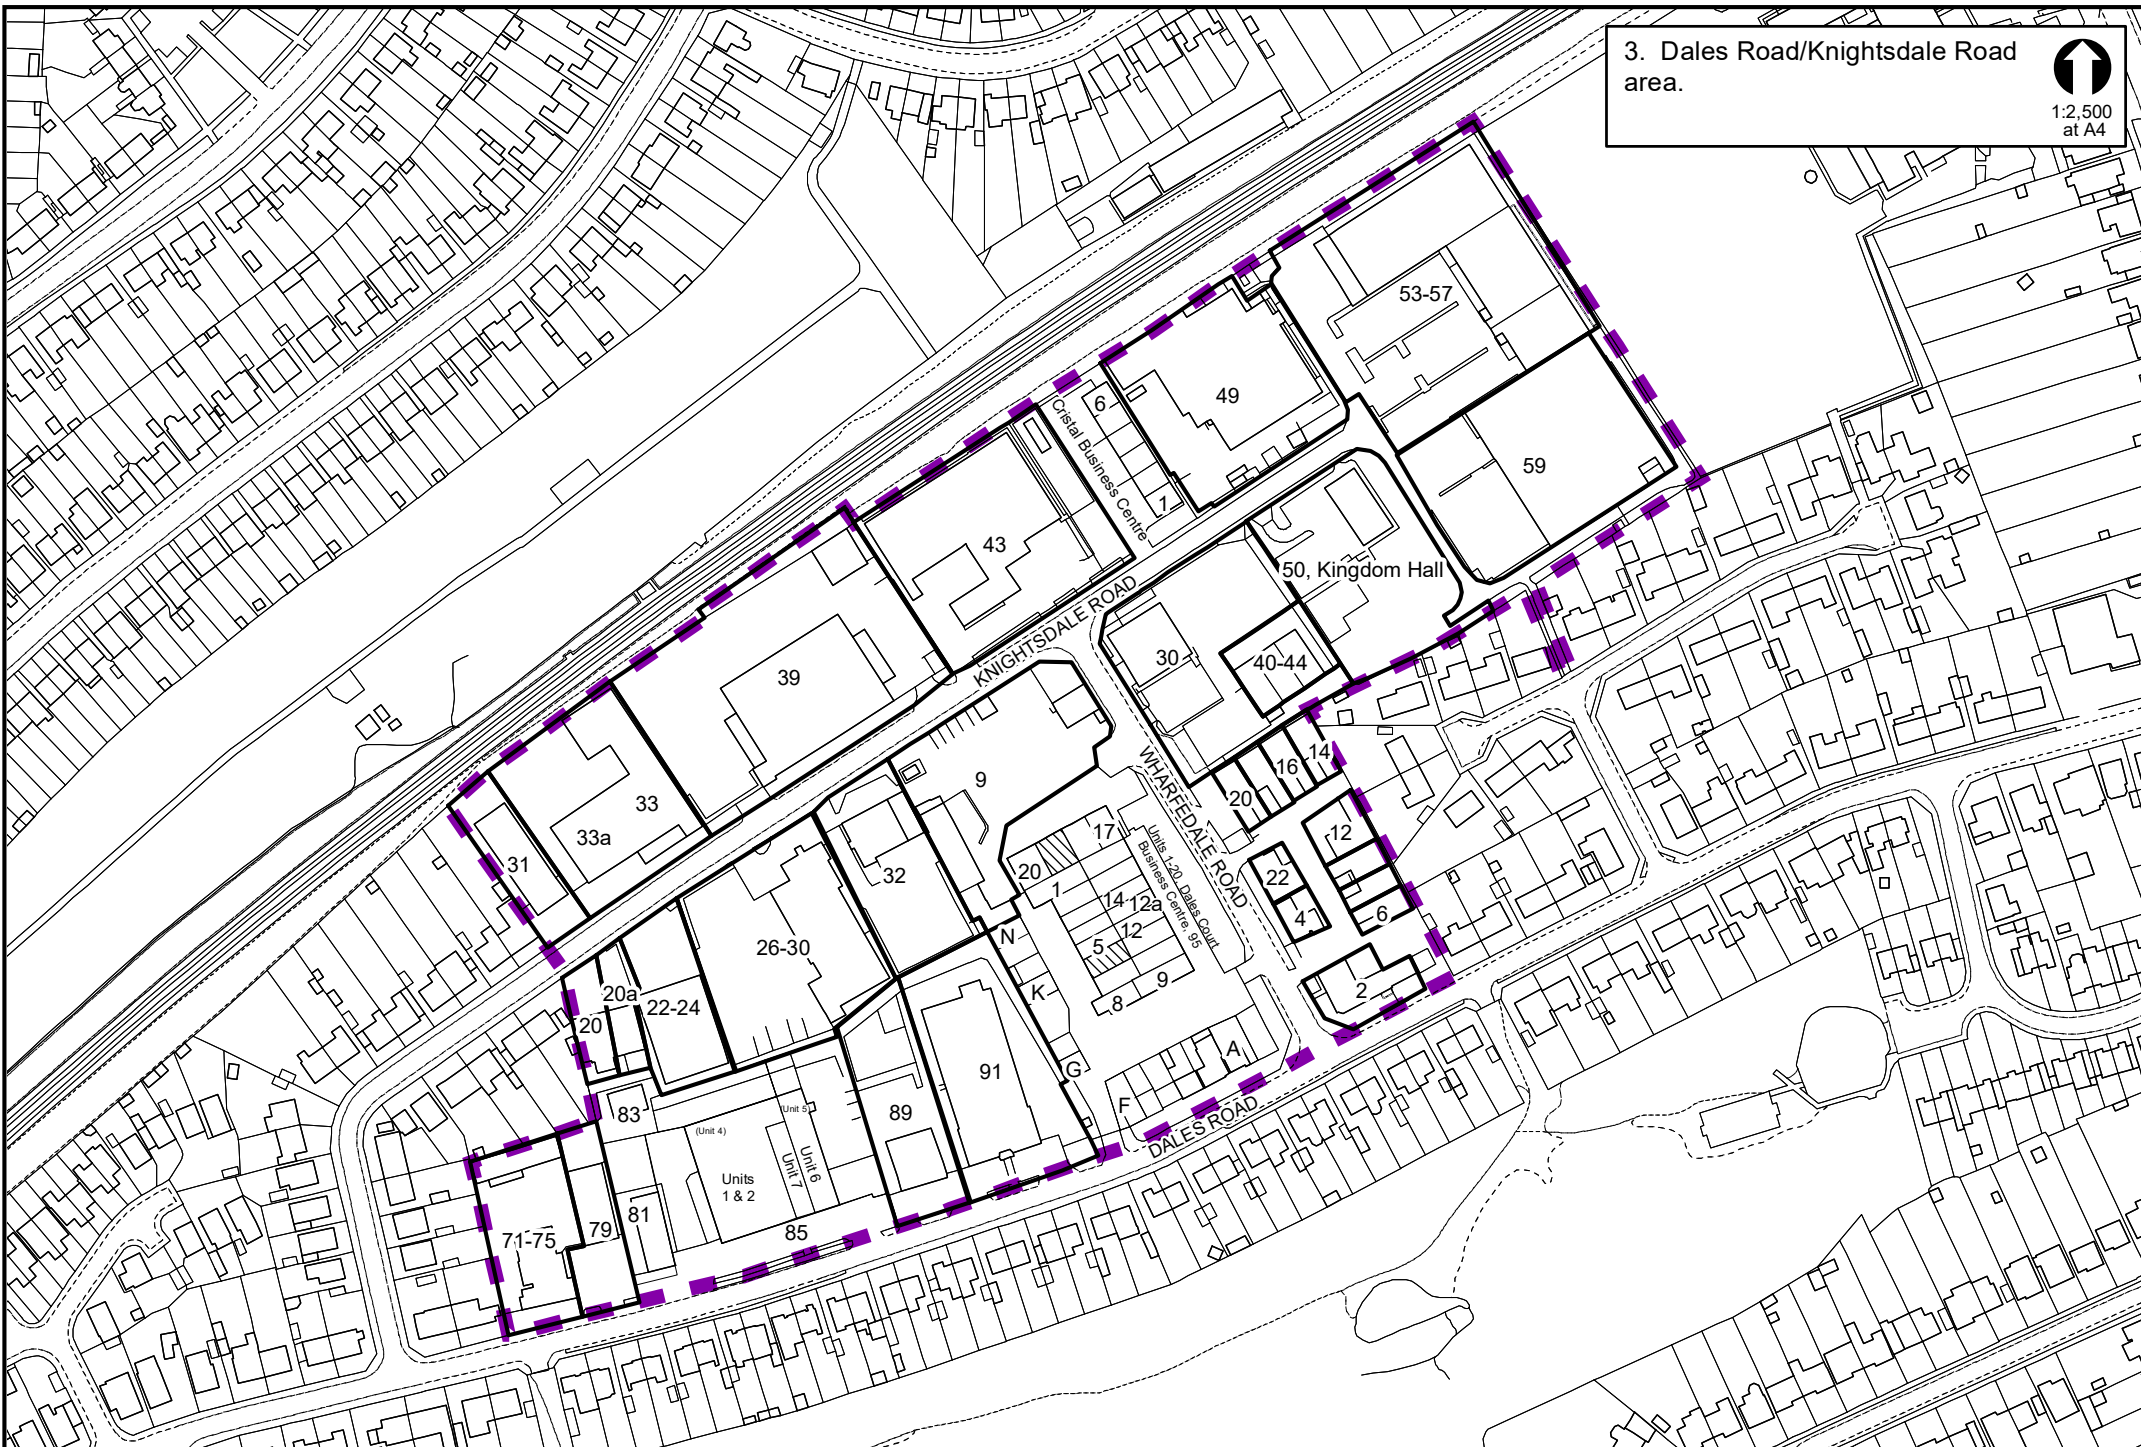 3.  Dales Road/Knightsdale Road
area.
1:2,500
at A4
53-57
49
6
Cristal Business Centre
1
59
43
50, Kingdom Hall
KNIGHTSDALE ROAD
30
40-44
39
14
16
20
WHARFEDALE ROAD
9
33
33a
31
12
17
Units 1-20, Dales Court
Business Centre, 95
20
1
32
22
14
12a
12
4
6
5
N
26-30
9
8
K
2
20a
22-24
20
A
G
91
F
83
(Unit 5)
89
(Unit 4)
DALES ROAD
Unit 6
Unit 7
Units
1 & 2
81
79
85
71-75